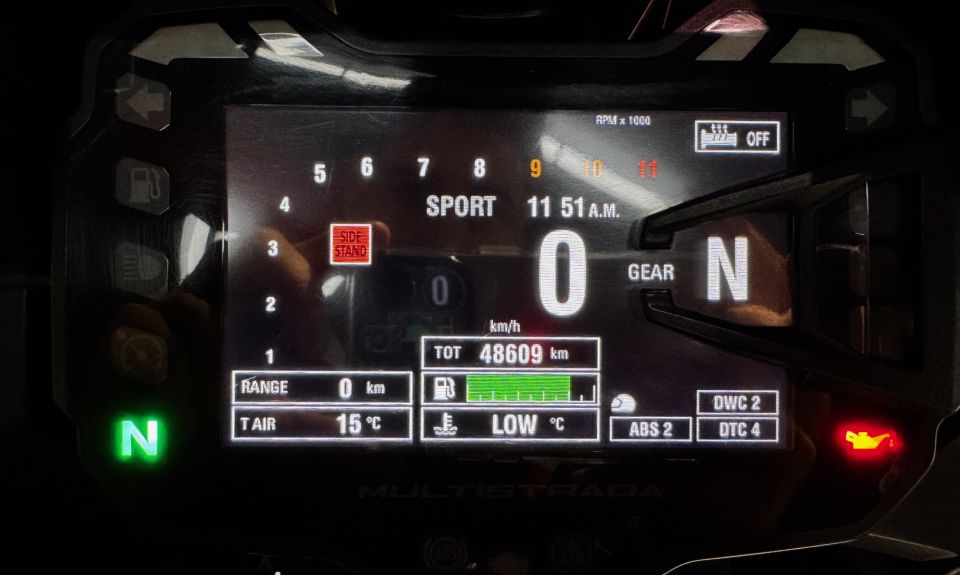 RPM x 1000
OFF
5 6 7 8 9 10 11
4
SPORT 11 51 A.M.
3
SIDE
STAND
0
GEAR N
0
2
km/h
1
TOT 48609 km
RANGE 0 km
T AIR 15 °C
LOW °C
ABS 2
DWC 2
DTC 4
N
MULTISTRADA
ABS